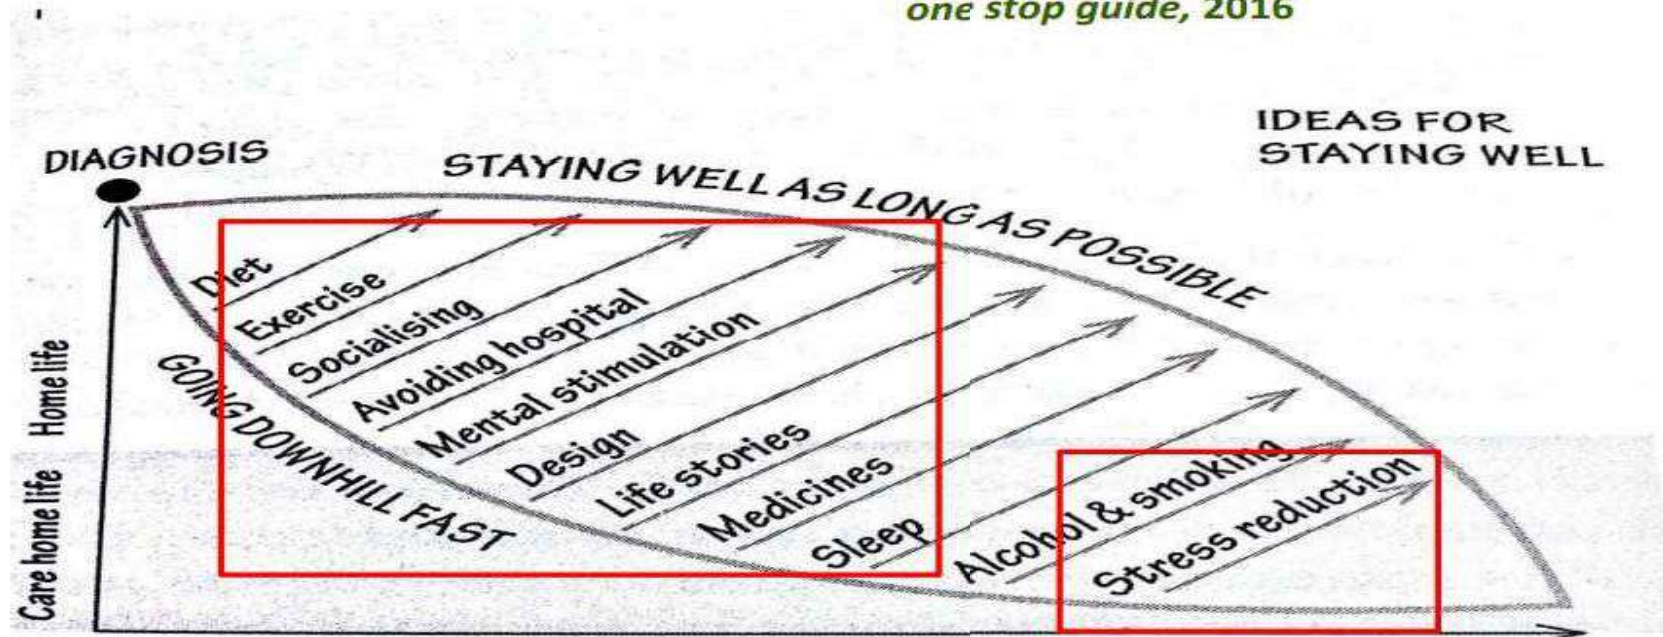 one stop guide, 2016
IDEAS FOR
STAYING WELL
DIAGNOSIS
STAYING WELL AS LONG AS POSSIBLE
Diet
Exercise
Socialising
Avoiding hospital
Mental stimulation
Design
Life stories
Medicines
Sleep
Alcohol & smoking
Stress reduction
GOING DOWNHILL FAST
Home life
Care home life